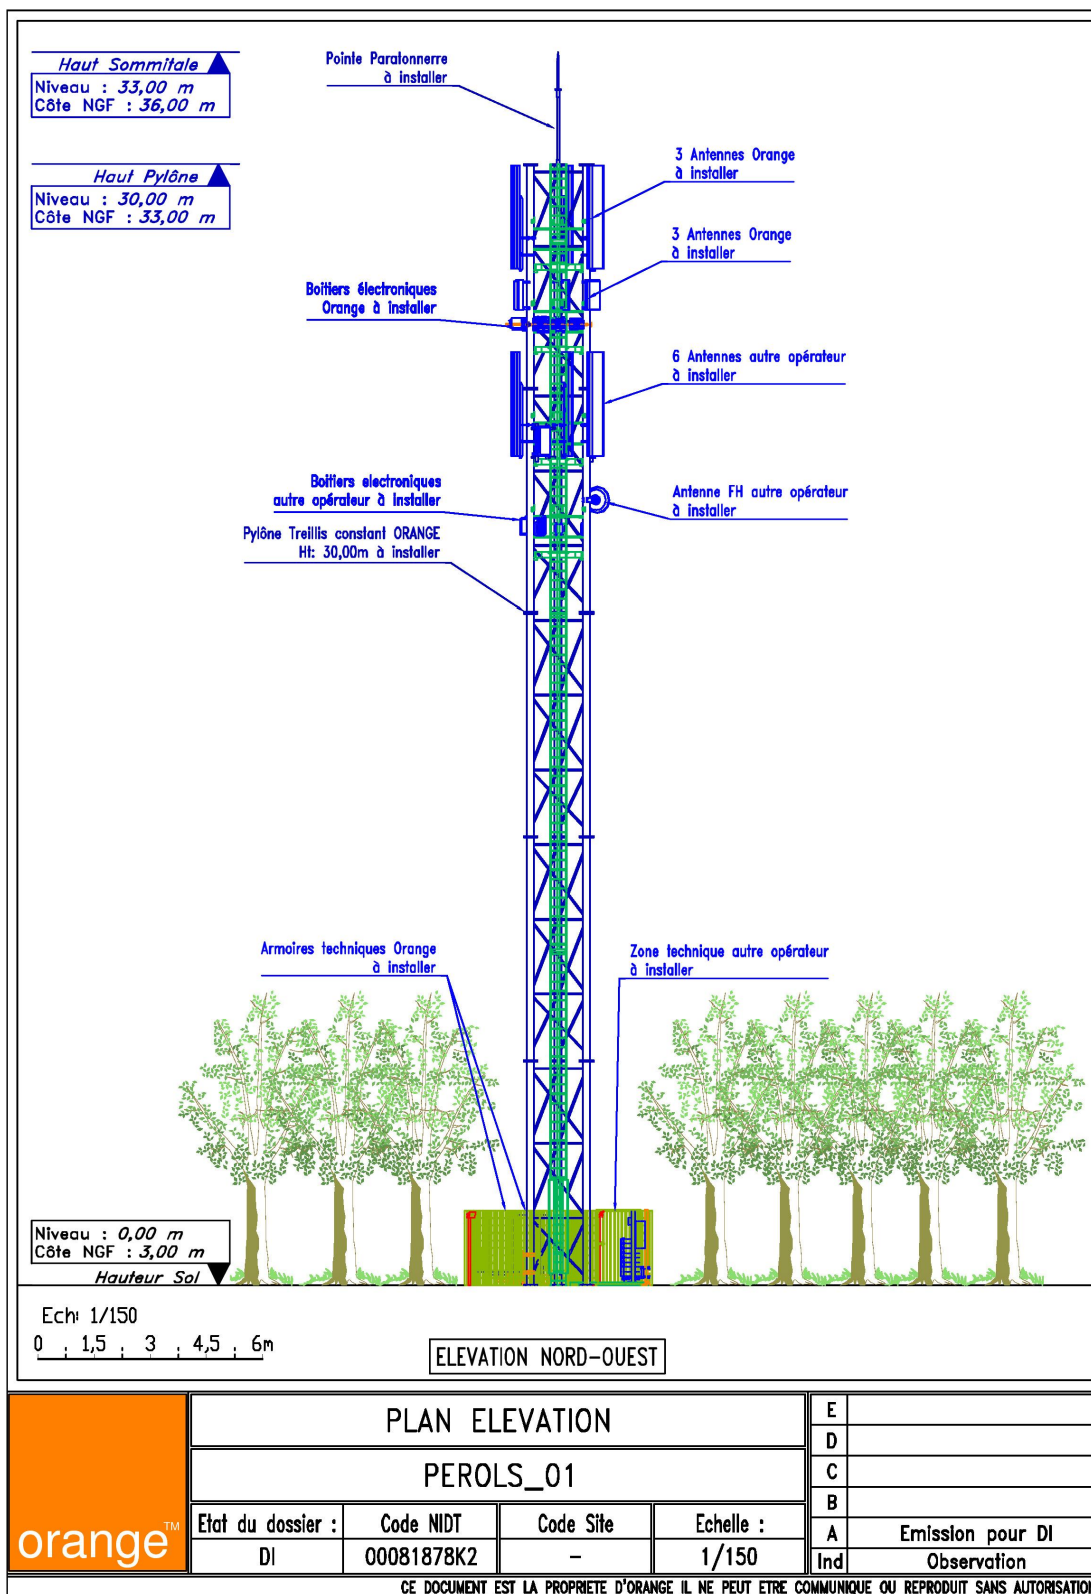 Haut Sommitale
Niveau : 33,00 m
Côte NGF : 36,00 m
Pointe Paratonnerre
à installer
Haut Pylône
Niveau : 30,00 m
Côte NGF : 33,00 m
3 Antennes Orange
à installer
3 Antennes Orange
à installer
Boitiers électroniques
Orange à installer
6 Antennes autre opérateur
à installer
Boitiers electroniques
autre opérateur à installer
Antenne FH autre opérateur
à installer
Pylône Treillis constant ORANGE
Ht: 30,00m à installer
Armoires techniques Orange
à installer
Zone technique autre opérateur
à installer
Niveau : 0,00 m
Côte NGF : 3,00 m
Hauteur Sol
Ech: 1/150
0 1,5 3 4,5 6m
ELEVATION NORD-OUEST
orange™
PLAN ELEVATION
PEROLS_01
Etat du dossier : Code NIDT Code Site Echelle :
DI 00081878K2 - 1/150
E
D
C
B
A Emission pour DI
Ind Observation
CE DOCUMENT EST LA PROPRIETE D'ORANGE IL NE PEUT ETRE COMMUNIQUE OU REPRODUIT SANS AUTORISATION